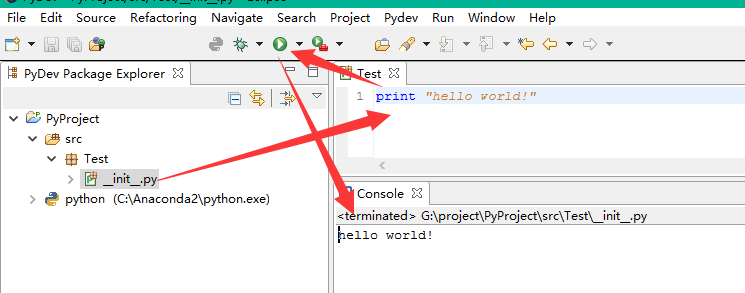 File Edit Source Refactoring Navigate Search Project Pydev Run Window Help
PyDev Package Explorer
PyProject
src
Test
__init__.py
python (C:\Anaconda2\python.exe)
Test
1 print "hello world!"
Console
<terminated> G:\project\PyProject\src\Test\__init__.py
hello world!